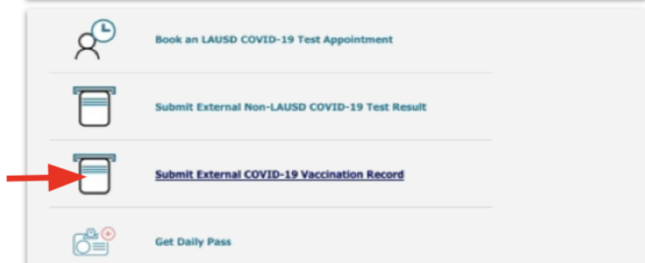 Book an LAUSD COVID-19 Test Appointment
Submit External Non-LAUSD COVID-19 Test Result
Submit External COVID-19 Vaccination Record
Get Daily Pass